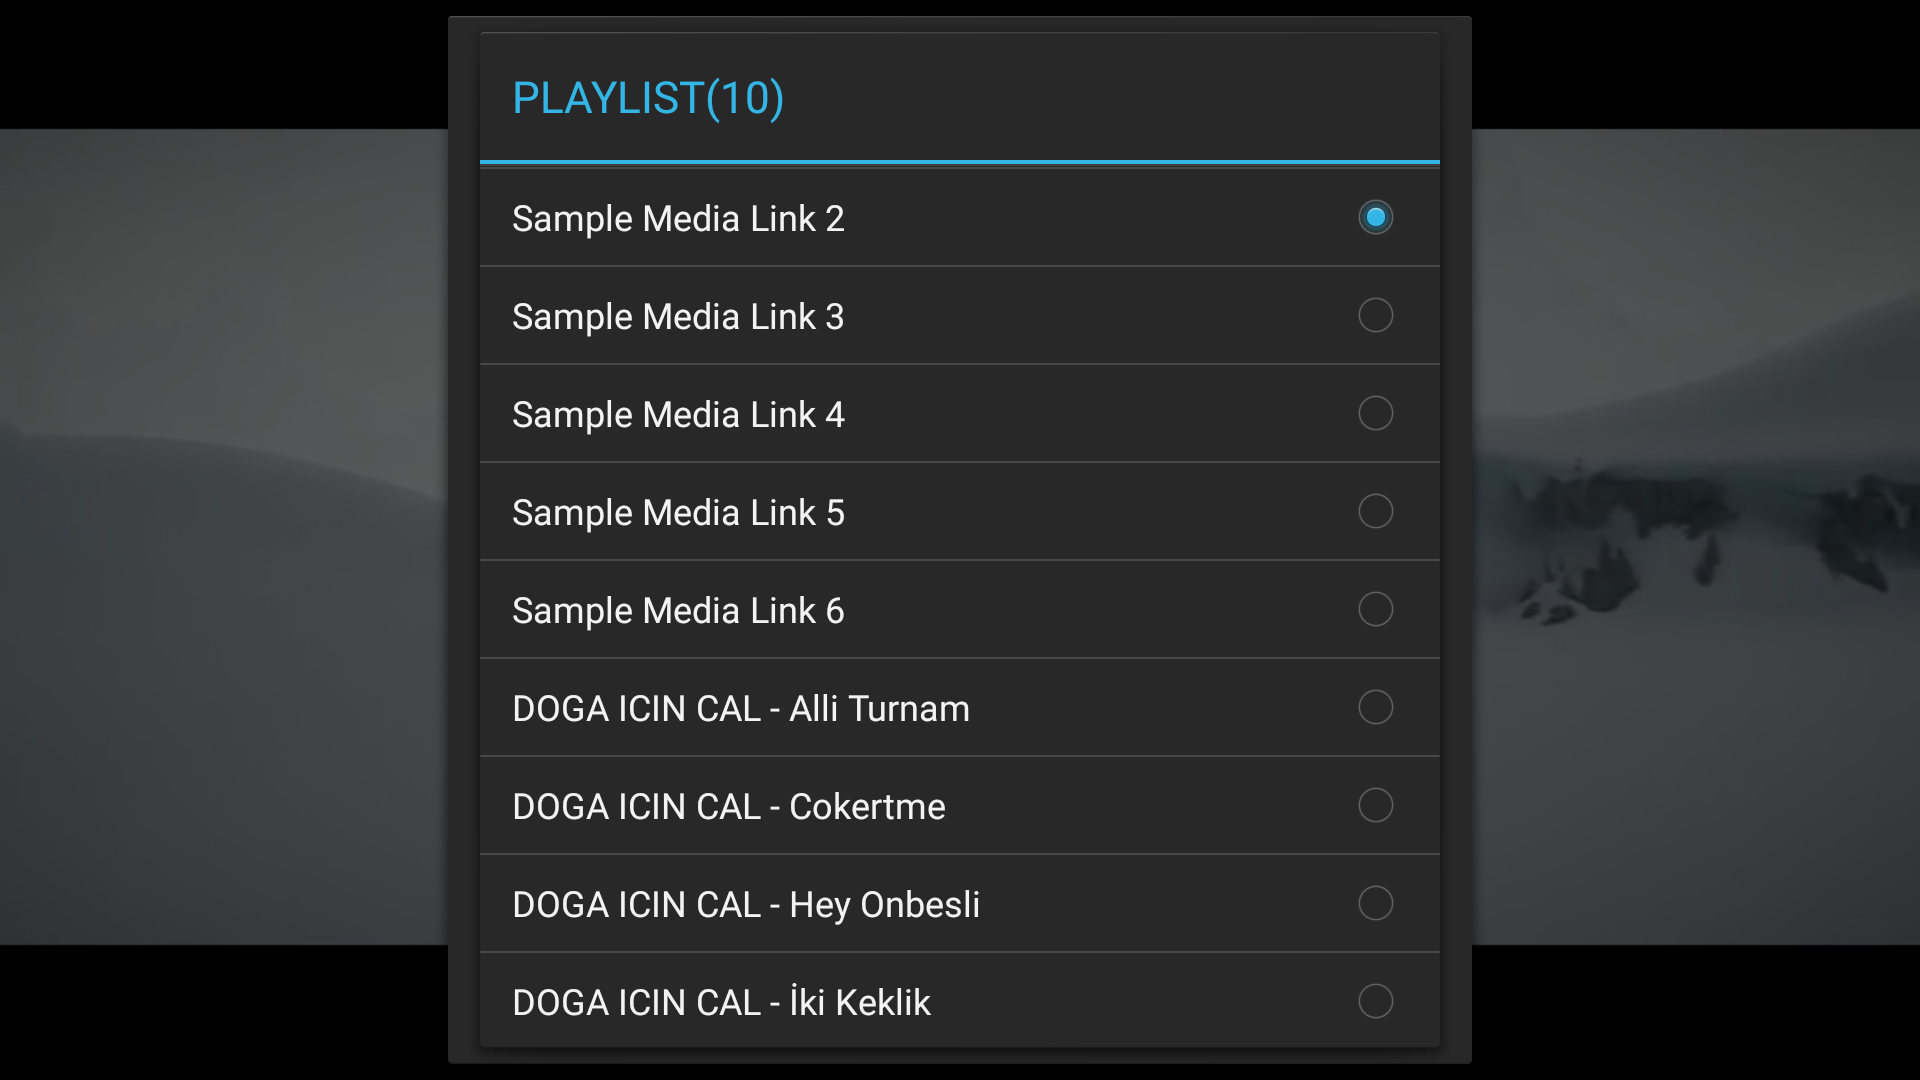 PLAYLIST(10)
Sample Media Link 2
Sample Media Link 3
Sample Media Link 4
Sample Media Link 5
Sample Media Link 6
DOGA ICIN CAL - Alli Turnam
DOGA ICIN CAL - Cokertme
DOGA ICIN CAL - Hey Onbesli
DOGA ICIN CAL - İki Keklik